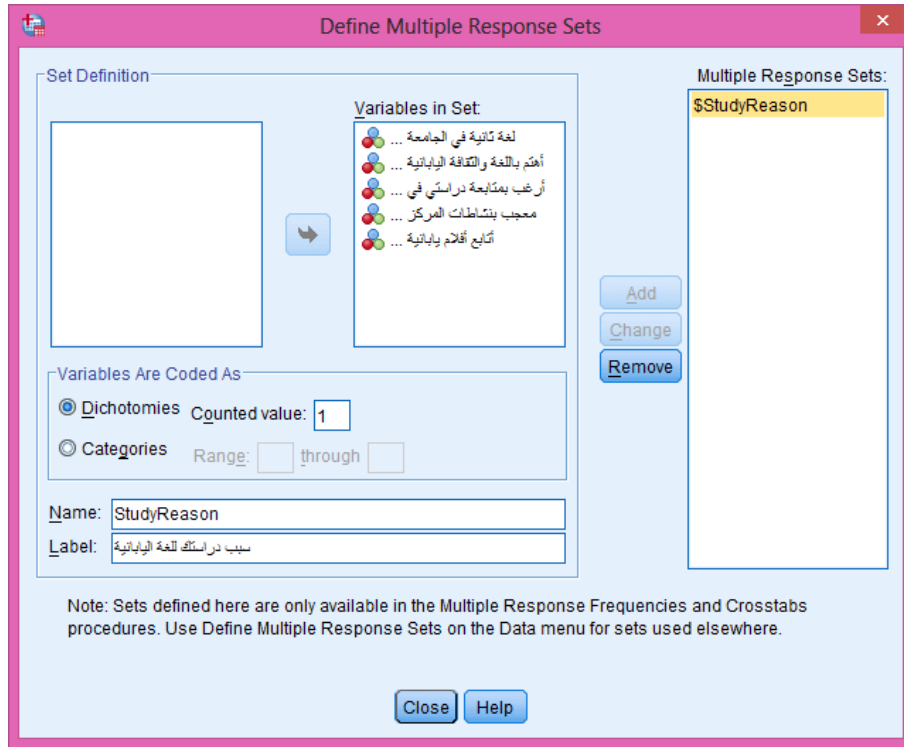 Define Multiple Response Sets
Set Definition
Variables in Set:
لغة ثانية في الجامعة ...
أهتم باللغة والثقافة اليابانية ...
أرغب بمتابعة دراستي في ...
معجب بنشاطات المركز ...
أتابع أفلام يابانية ...
Variables Are Coded As
Dichotomies Counted value: 1
Categories Range: through
Name: StudyReason
Label: سبب دراستك للغة اليابانية
Multiple Response Sets:
$StudyReason
Add
Change
Remove
Note: Sets defined here are only available in the Multiple Response Frequencies and Crosstabs
procedures. Use Define Multiple Response Sets on the Data menu for sets used elsewhere.
Close Help